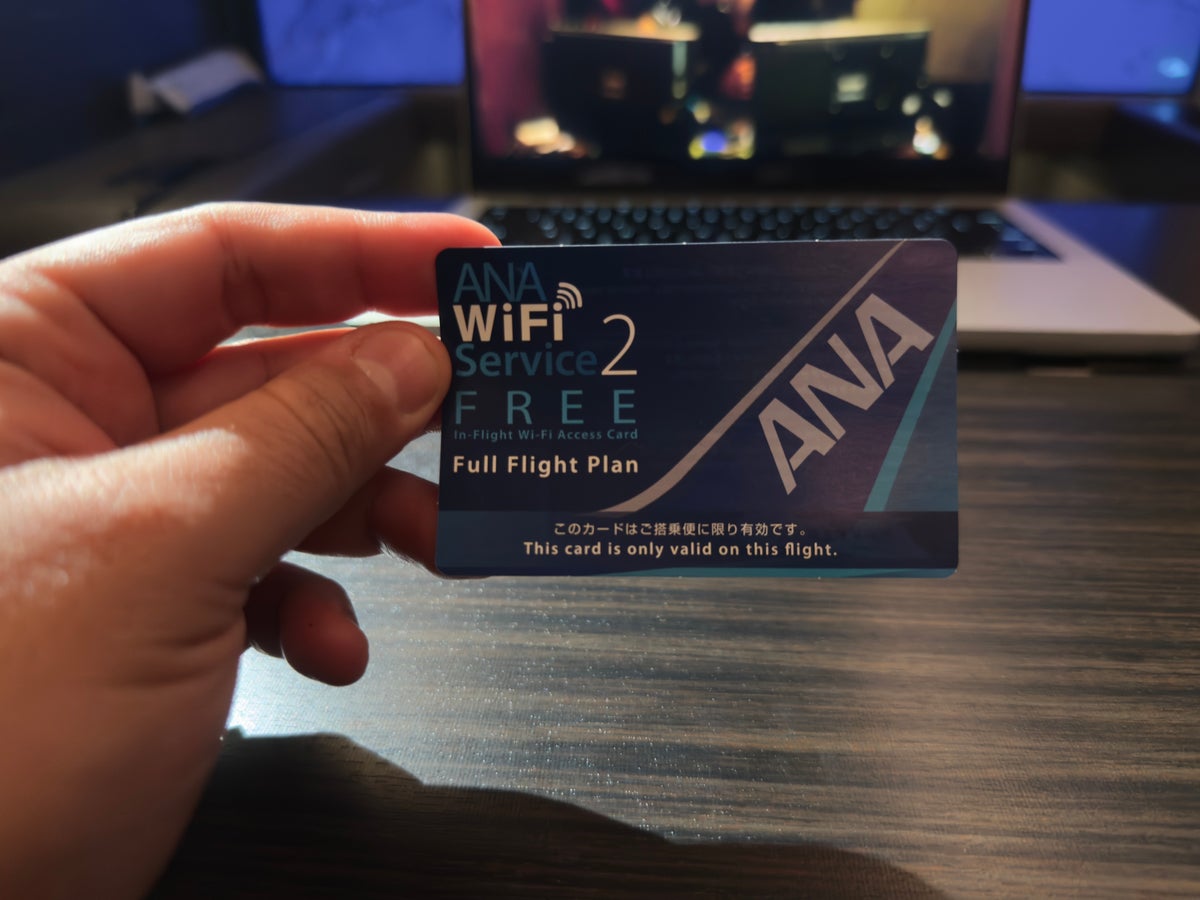 ANA
WiFi
Service2
FREE
In-Flight Wi-Fi Access Card
Full Flight Plan
ANA
このカードはご搭乗便に限り有効です。
This card is only valid on this flight.